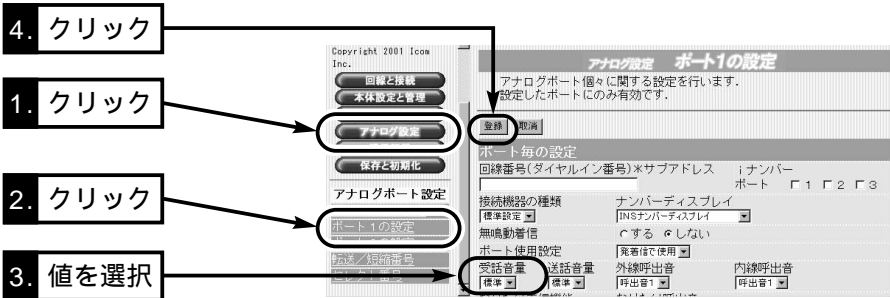 4. クリック
1. クリック
2. クリック
3. 値を選択
Copyright 2001 Icom
Inc.
回線と接続
本体設定と管理
アナログ設定
保存と初期化
アナログポート設定
ポート1の設定
転送/短縮番号
アナログ設定 ポート1の設定
アナログポート個々に関する設定を行います.
設定したポートにのみ有効です.
登録 取消
ポート毎の設定
回線番号(ダイヤルイン番号)*サブアドレス iナンバー
ポート 1 2 3
接続機器の種類 ナンバーディスプレイ
標準設定 INSナンバーディスプレイ
無鳴動着信 する しない
ポート使用設定 発着信で使用
受話音量 送話音量 外線呼出音 内線呼出音
標準 標準 呼出音1 呼出音1